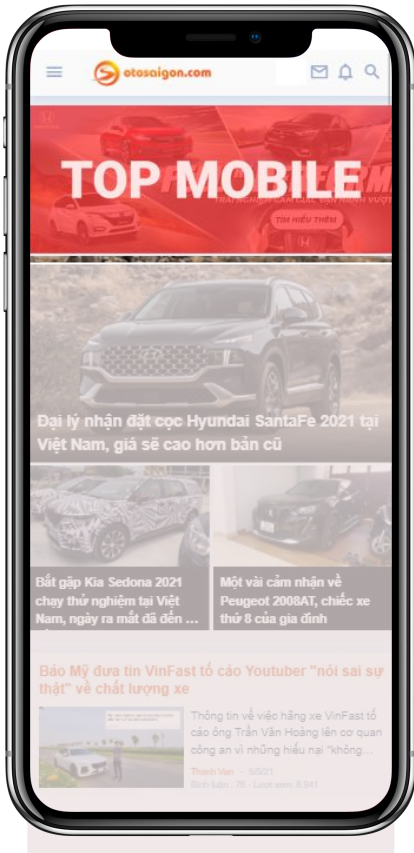 otosaigon.com
TOP MOBILE
TÌM HIỂU THÊM
Đại lý nhận đặt cọc Hyundai SantaFe 2021 tại
Việt Nam, giá sẽ cao hơn bản cũ
Bắt gặp Kia Sedona 2021
chạy thử nghiệm tại Việt
Nam, ngày ra mắt đã đến ...
Một vài cảm nhận về
Peugeot 2008AT, chiếc xe
thứ 8 của gia đình
Báo Mỹ đưa tin VinFast tố cáo Youtuber "nói sai sự
thật" về chất lượng xe
Thông tin về việc hãng xe VinFast tố
cáo ông Trần Văn Hoàng lên cơ quan
công an vì những hiếu nại "không...
Thanh Van - 5/5/21
Bình luận : 78 - Lượt xem: 8.941